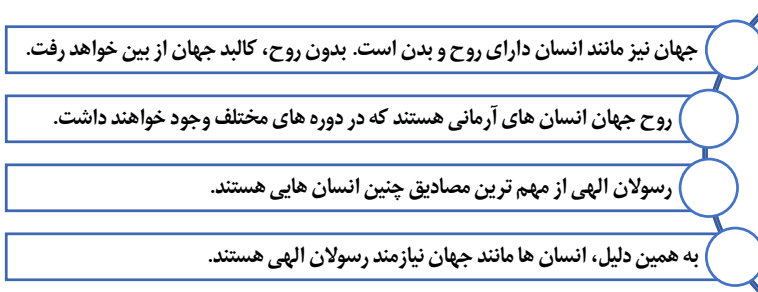 جهان نیز مانند انسان دارای روح و بدن است. بدون روح، کالبد جهان از بین خواهد رفت.
روح جهان انسان های آرمانی هستند که در دوره های مختلف وجود خواهند داشت.
رسولان الهی از مهم ترین مصادیق چنین انسان هایی هستند.
به همین دلیل، انسان ها مانند جهان نیازمند رسولان الهی هستند.